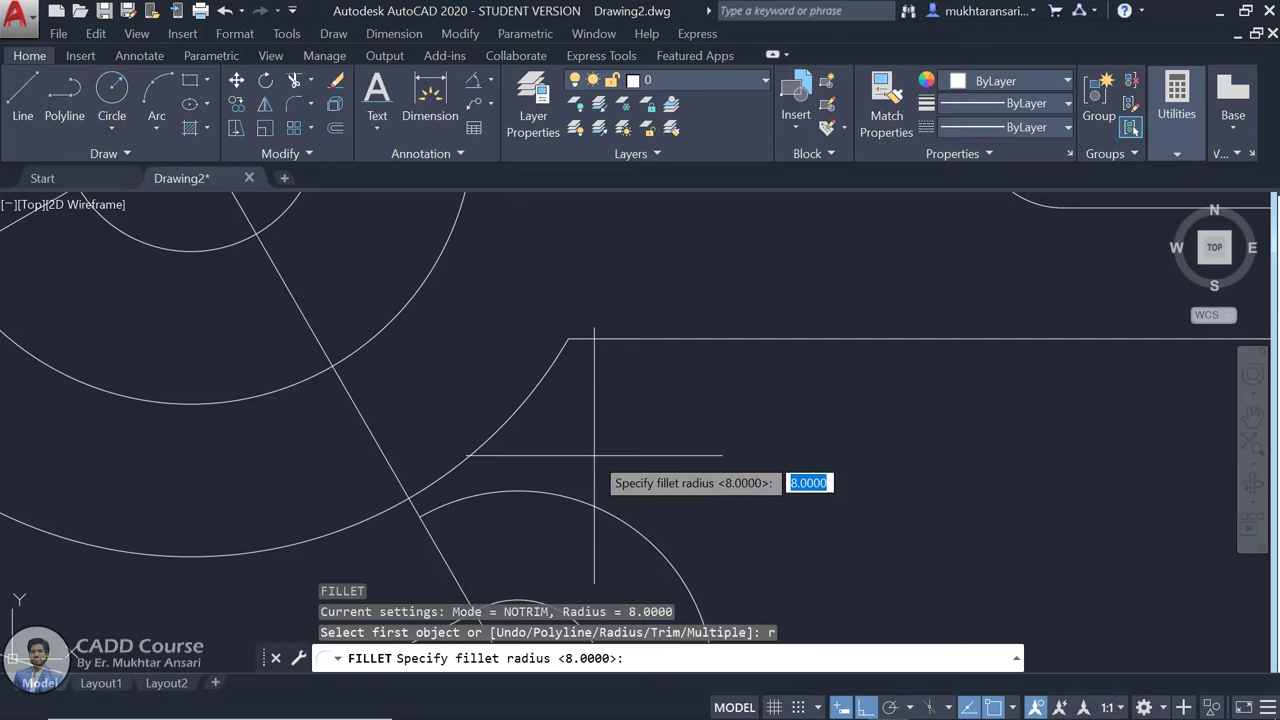 Autodesk AutoCAD 2020 - STUDENT VERSION Drawing2.dwg Type a keyword or phrase mukhtaransari...
File Edit View Insert Format Tools Draw Dimension Modify Parametric Window Help Express
Home Insert Annotate Parametric View Manage Output Add-ins Collaborate Express Tools Featured Apps
0 ByLayer
ByLayer
Line Polyline Circle Arc Text Dimension Layer Properties Insert Match Properties ByLayer Group Utilities Base
Draw Modify Annotation Layers Block Properties Groups V...
Start Drawing2*
[−][Top][2D Wireframe]
N
W TOP E
S
WCS
Specify fillet radius <8.0000>: 8.0000
Y
FILLET
Current settings: Mode = NOTRIM, Radius = 8.0000
Select first object or [Undo/Polyline/Radius/Trim/Multiple]: r
CADD Course
By Er. Mukhtar Ansari
FILLET Specify fillet radius <8.0000>:
Model Layout1 Layout2
MODEL 1:1